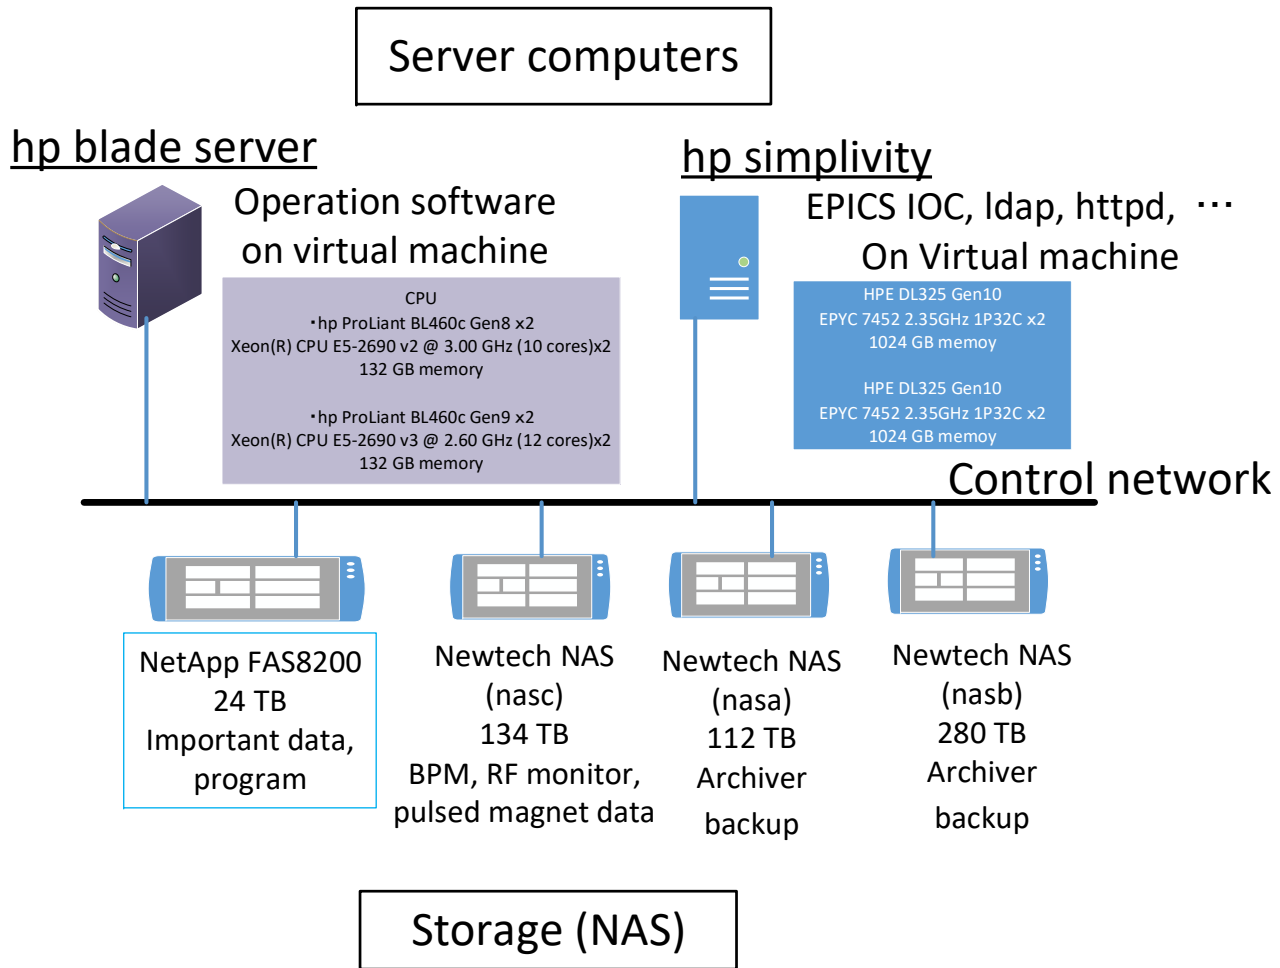 Server computers
hp blade server
Operation software
on virtual machine
CPU
・hp ProLiant BL460c Gen8 x2
Xeon(R) CPU E5-2690 v2 @ 3.00 GHz (10 cores)x2
132 GB memory
・hp ProLiant BL460c Gen9 x2
Xeon(R) CPU E5-2690 v3 @ 2.60 GHz (12 cores)x2
132 GB memory
hp simplivity
EPICS IOC, ldap, httpd, …
On Virtual machine
HPE DL325 Gen10
EPYC 7452 2.35GHz 1P32C x2
1024 GB memoy
HPE DL325 Gen10
EPYC 7452 2.35GHz 1P32C x2
1024 GB memoy
Control network
NetApp FAS8200
24 TB
Important data,
program
Newtech NAS
(nasc)
134 TB
BPM, RF monitor,
pulsed magnet data
Newtech NAS
(nasa)
112 TB
Archiver
backup
Newtech NAS
(nasb)
280 TB
Archiver
backup
Storage (NAS)